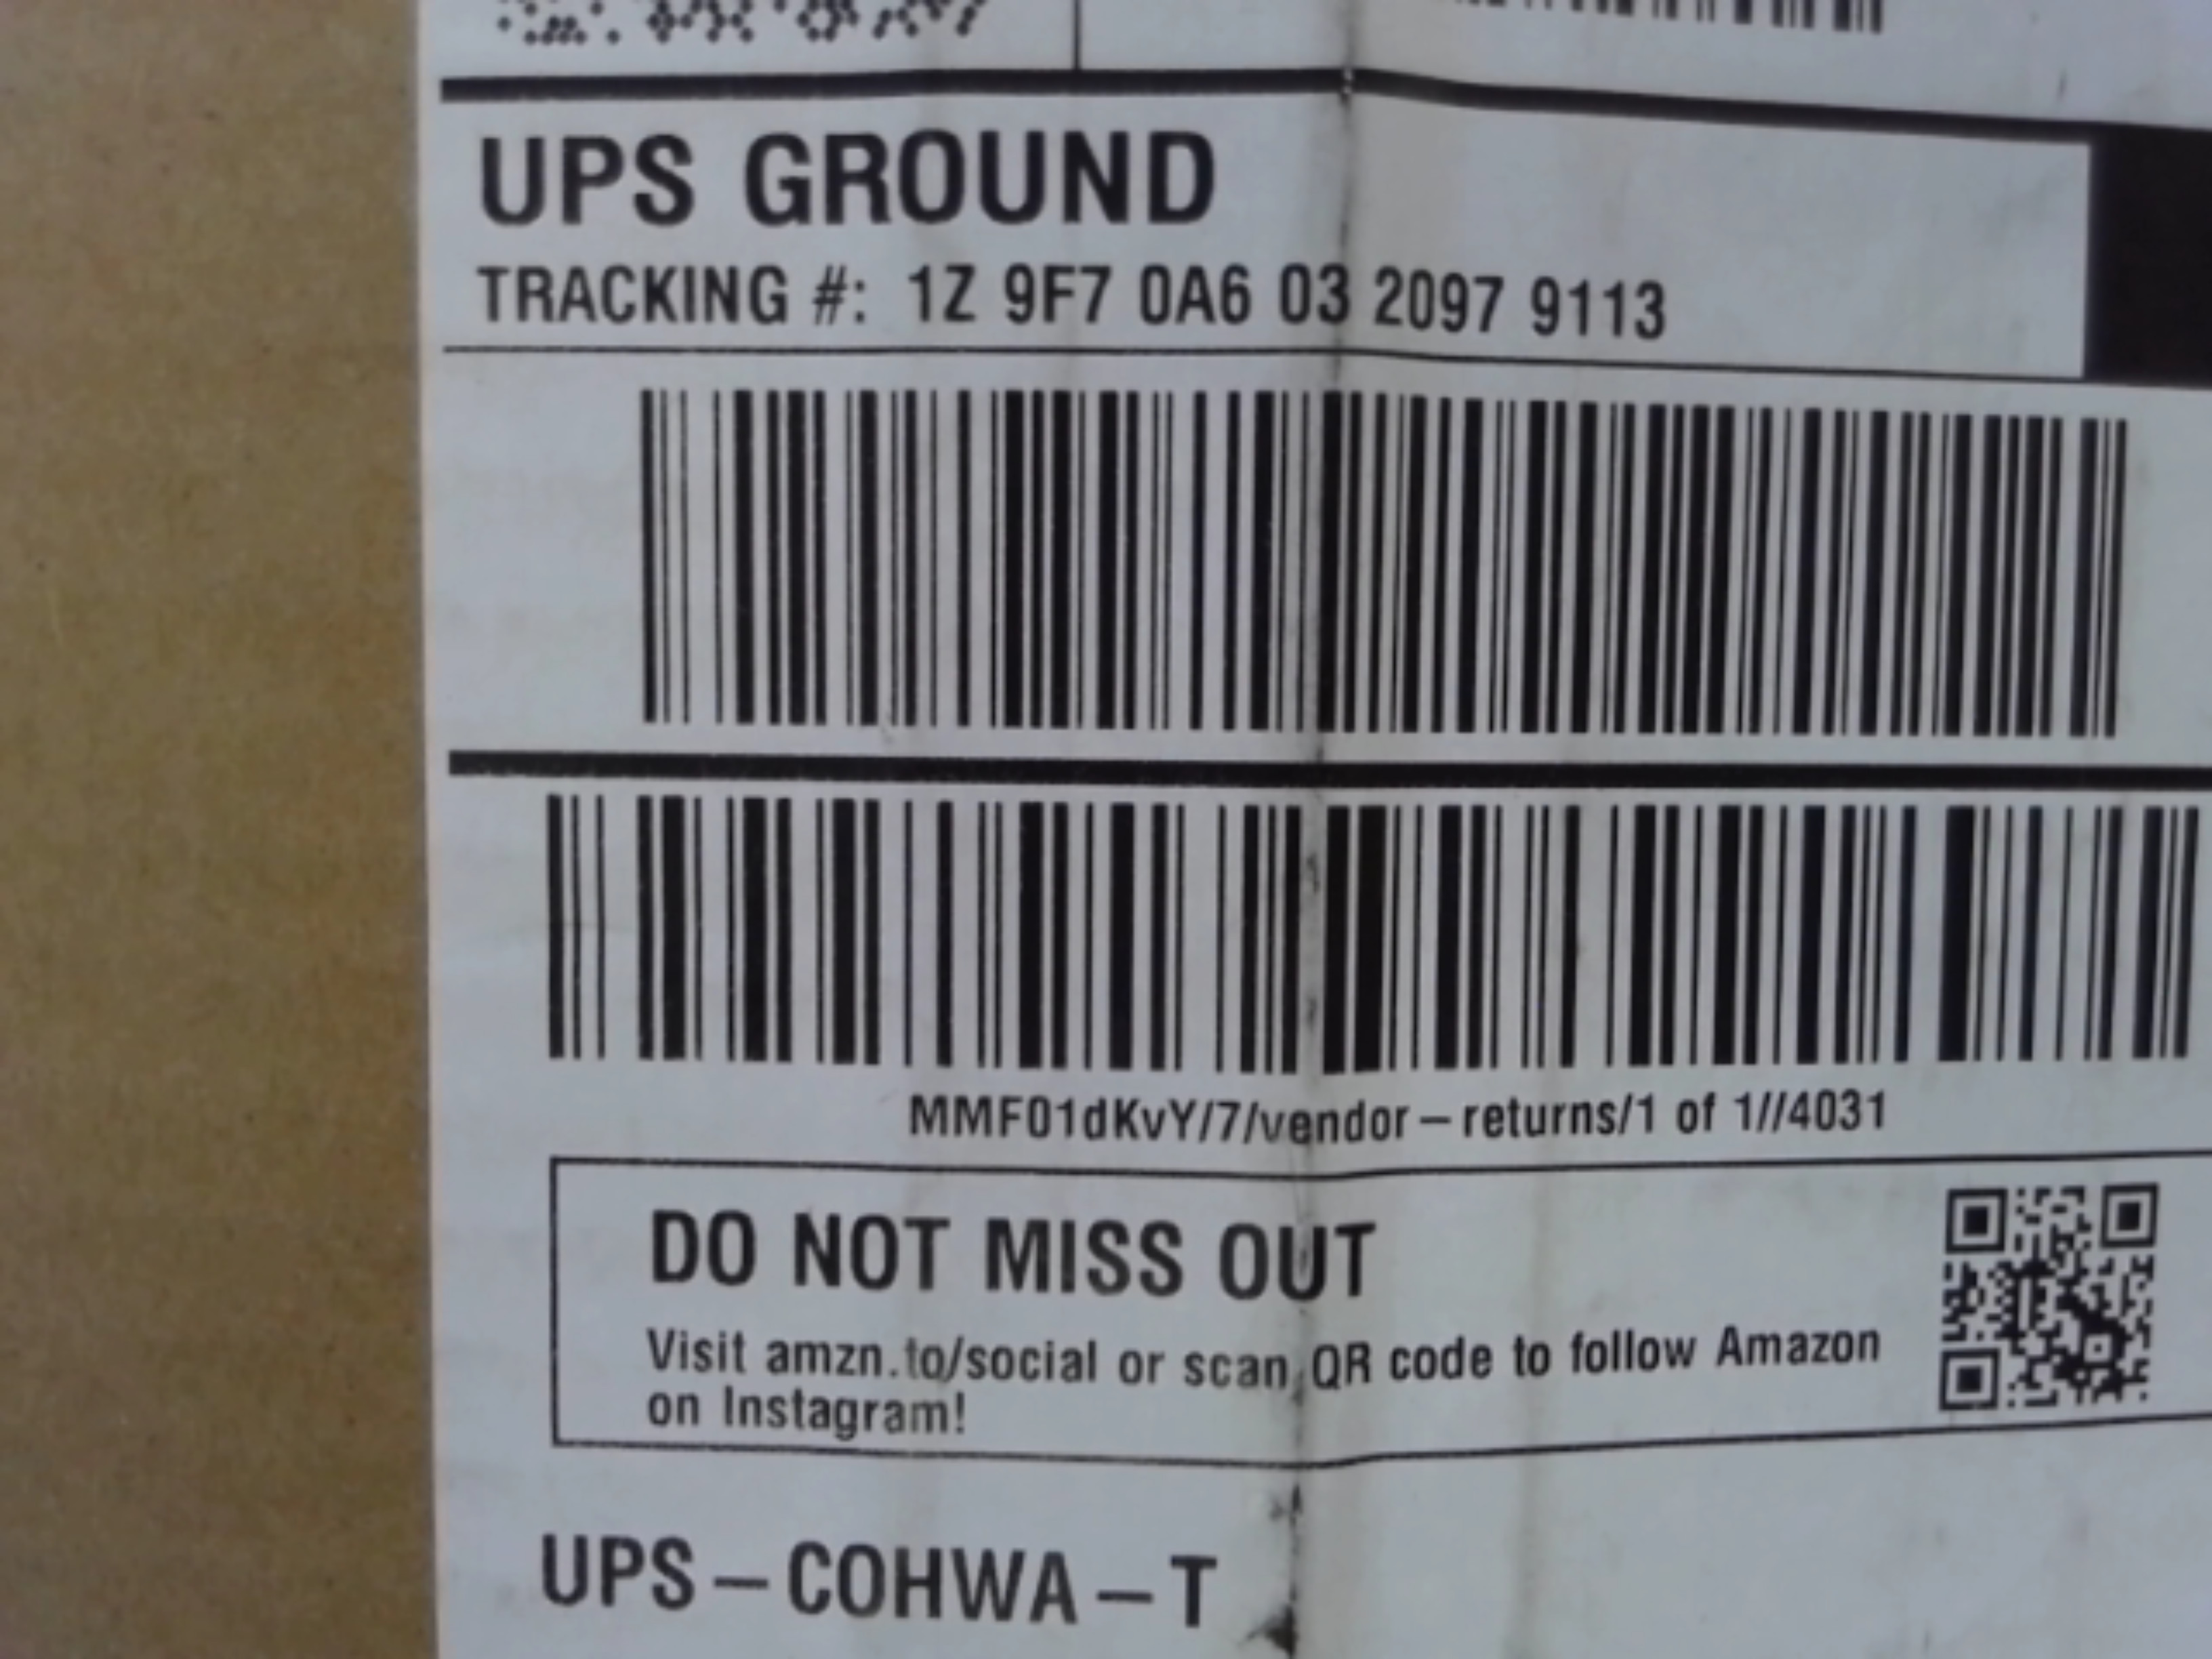 UPS GROUND
TRACKING #: 1Z 9F7 0A6 03 2097 9113
MMF01dKvY/7/vendor-returns/1 of 1//4031
DO NOT MISS OUT
Visit amzn.to/social or scan QR code to follow Amazon
on Instagram!
UPS-COHWA-T